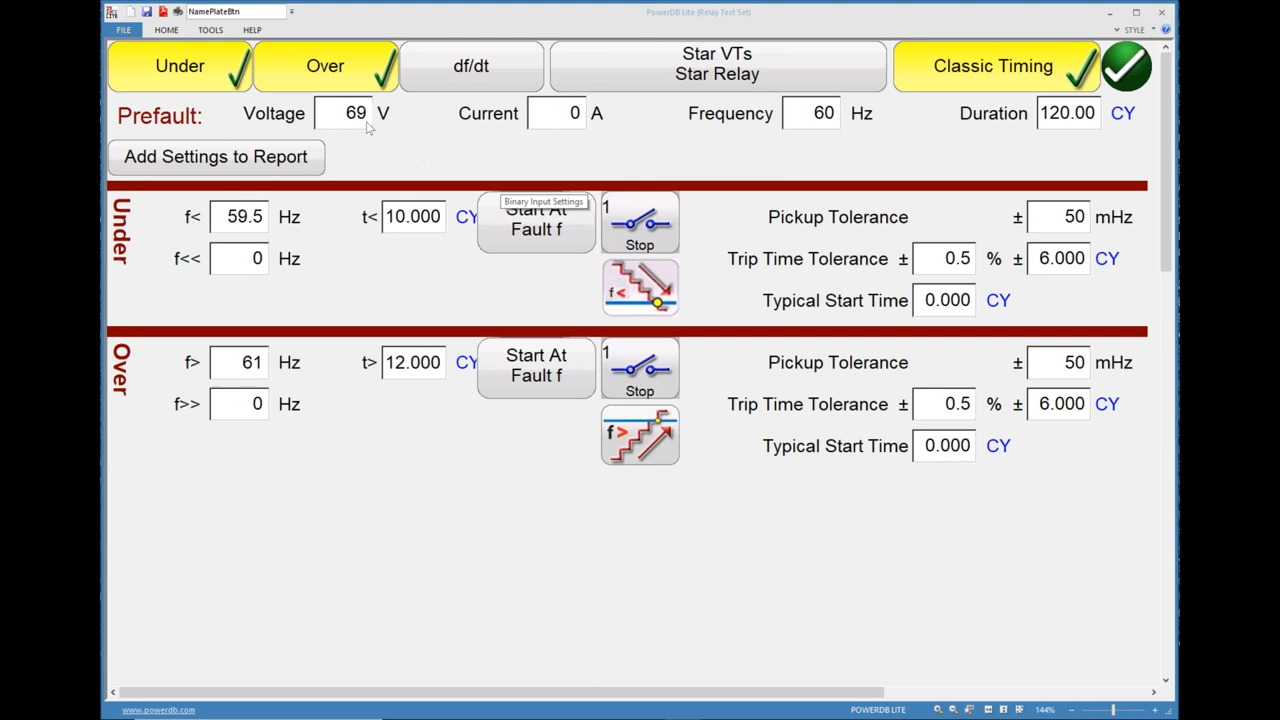 NamePlateBtn
PowerDB Lite (Relay Test Set)
FILE HOME TOOLS HELP
STYLE
Under Over df/dt Star VTs
Star Relay
Classic Timing
Prefault: Voltage 69 V Current 0 A Frequency 60 Hz Duration 120.00 CY
Add Settings to Report
Under
f< 59.5 Hz t< 10.000 CY
Binary Input Settings
Start At
Fault f
1
Stop
Pickup Tolerance ± 50 mHz
f<< 0 Hz
f<
Trip Time Tolerance ± 0.5 % ± 6.000 CY
Typical Start Time 0.000 CY
Over
f> 61 Hz t> 12.000 CY
Start At
Fault f
1
Stop
Pickup Tolerance ± 50 mHz
f>> 0 Hz
f>
Trip Time Tolerance ± 0.5 % ± 6.000 CY
Typical Start Time 0.000 CY
www.powerdb.com
POWERDB LITE 144%